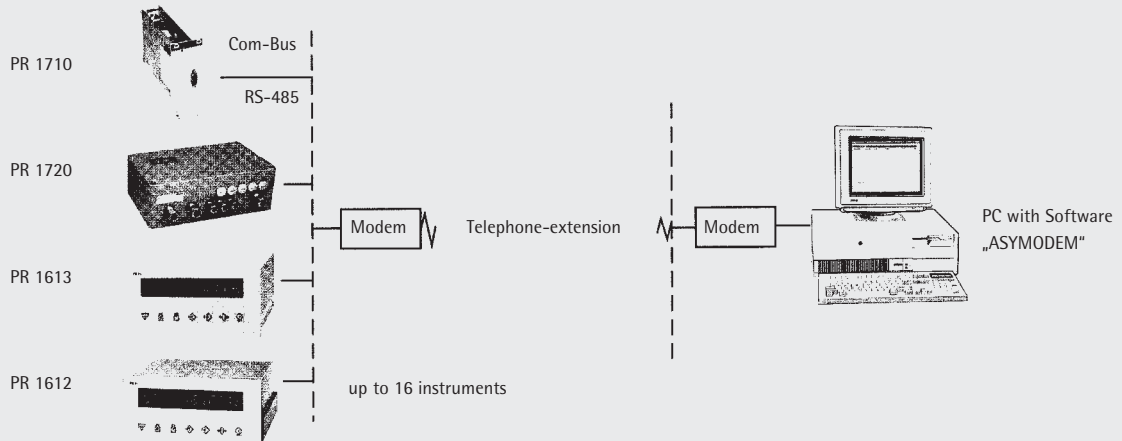 PR 1710
Com-Bus
RS-485
PR 1720
Modem
Telephone-extension
Modem
PC with Software
„ASYMODEM“
PR 1613
PR 1612
up to 16 instruments